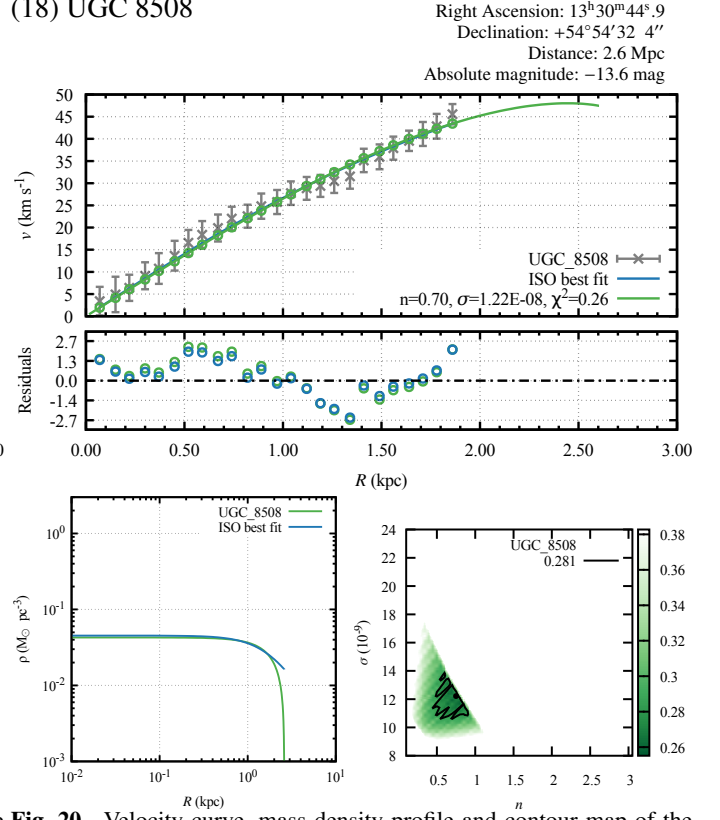 (18) UGC 8508
Right Ascension: 13h30m44s.9
Declination: +54°54′32 4′′
Distance: 2.6 Mpc
Absolute magnitude: −13.6 mag
50
45
40
35
30
25
20
15
10
5
0
v (km s-1)
UGC_8508
ISO best fit
n=0.70, σ=1.22E-08, χ2=0.26
2.7
1.3
0.0
-1.4
-2.7
Residuals
0
0.00 0.50 1.00 1.50 2.00 2.50 3.00
R (kpc)
UGC_8508
ISO best fit
100
10-1
10-2
10-3
ρ (M⊙ pc-3)
10-2 10-1 100 101
R (kpc)
24
22
20
18
16
14
12
10
8
σ (10-9)
UGC_8508
0.281
0.5 1 1.5 2 2.5 3
n
0.38
0.36
0.34
0.32
0.3
0.28
0.26
Fig. 20. Velocity curve, mass density profile and contour map of the